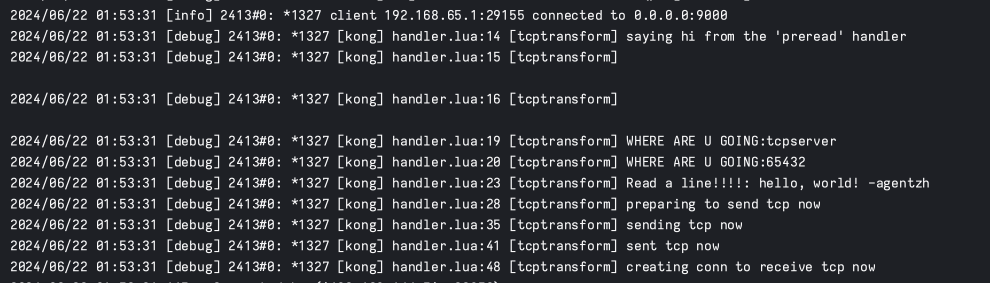 2024/06/22 01:53:31 [info] 2413#0: *1327 client 192.168.65.1:29155 connected to 0.0.0.0:9000
2024/06/22 01:53:31 [debug] 2413#0: *1327 [kong] handler.lua:14 [tcptransform] saying hi from the 'preread' handler
2024/06/22 01:53:31 [debug] 2413#0: *1327 [kong] handler.lua:15 [tcptransform]
2024/06/22 01:53:31 [debug] 2413#0: *1327 [kong] handler.lua:16 [tcptransform]
2024/06/22 01:53:31 [debug] 2413#0: *1327 [kong] handler.lua:19 [tcptransform] WHERE ARE U GOING:tcpserver
2024/06/22 01:53:31 [debug] 2413#0: *1327 [kong] handler.lua:20 [tcptransform] WHERE ARE U GOING:65432
2024/06/22 01:53:31 [debug] 2413#0: *1327 [kong] handler.lua:23 [tcptransform] Read a line!!!!: hello, world! -agentzh
2024/06/22 01:53:31 [debug] 2413#0: *1327 [kong] handler.lua:28 [tcptransform] preparing to send tcp now
2024/06/22 01:53:31 [debug] 2413#0: *1327 [kong] handler.lua:35 [tcptransform] sending tcp now
2024/06/22 01:53:31 [debug] 2413#0: *1327 [kong] handler.lua:41 [tcptransform] sent tcp now
2024/06/22 01:53:31 [debug] 2413#0: *1327 [kong] handler.lua:48 [tcptransform] creating conn to receive tcp now